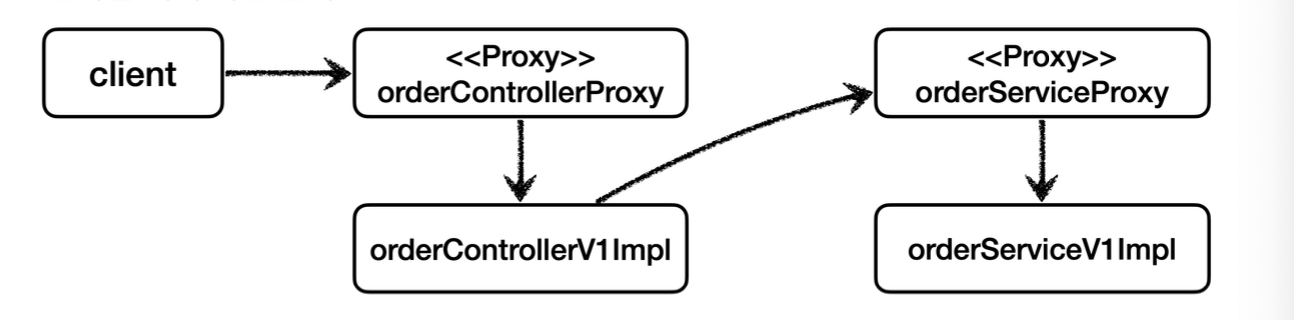 client
<<Proxy>>
orderControllerProxy
<<Proxy>>
orderServiceProxy
orderControllerV1Impl
orderServiceV1Impl